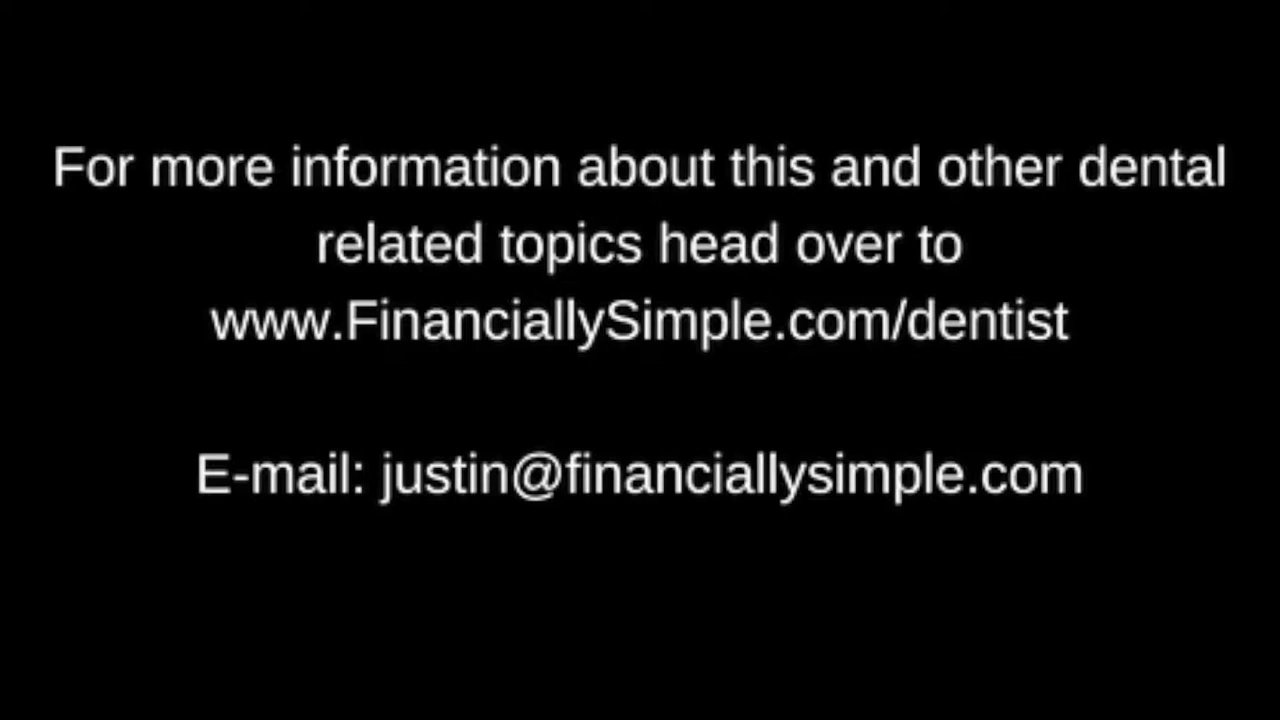 For more information about this and other dental
related topics head over to
www.FinanciallySimple.com/dentist
E-mail: justin@financiallysimple.com